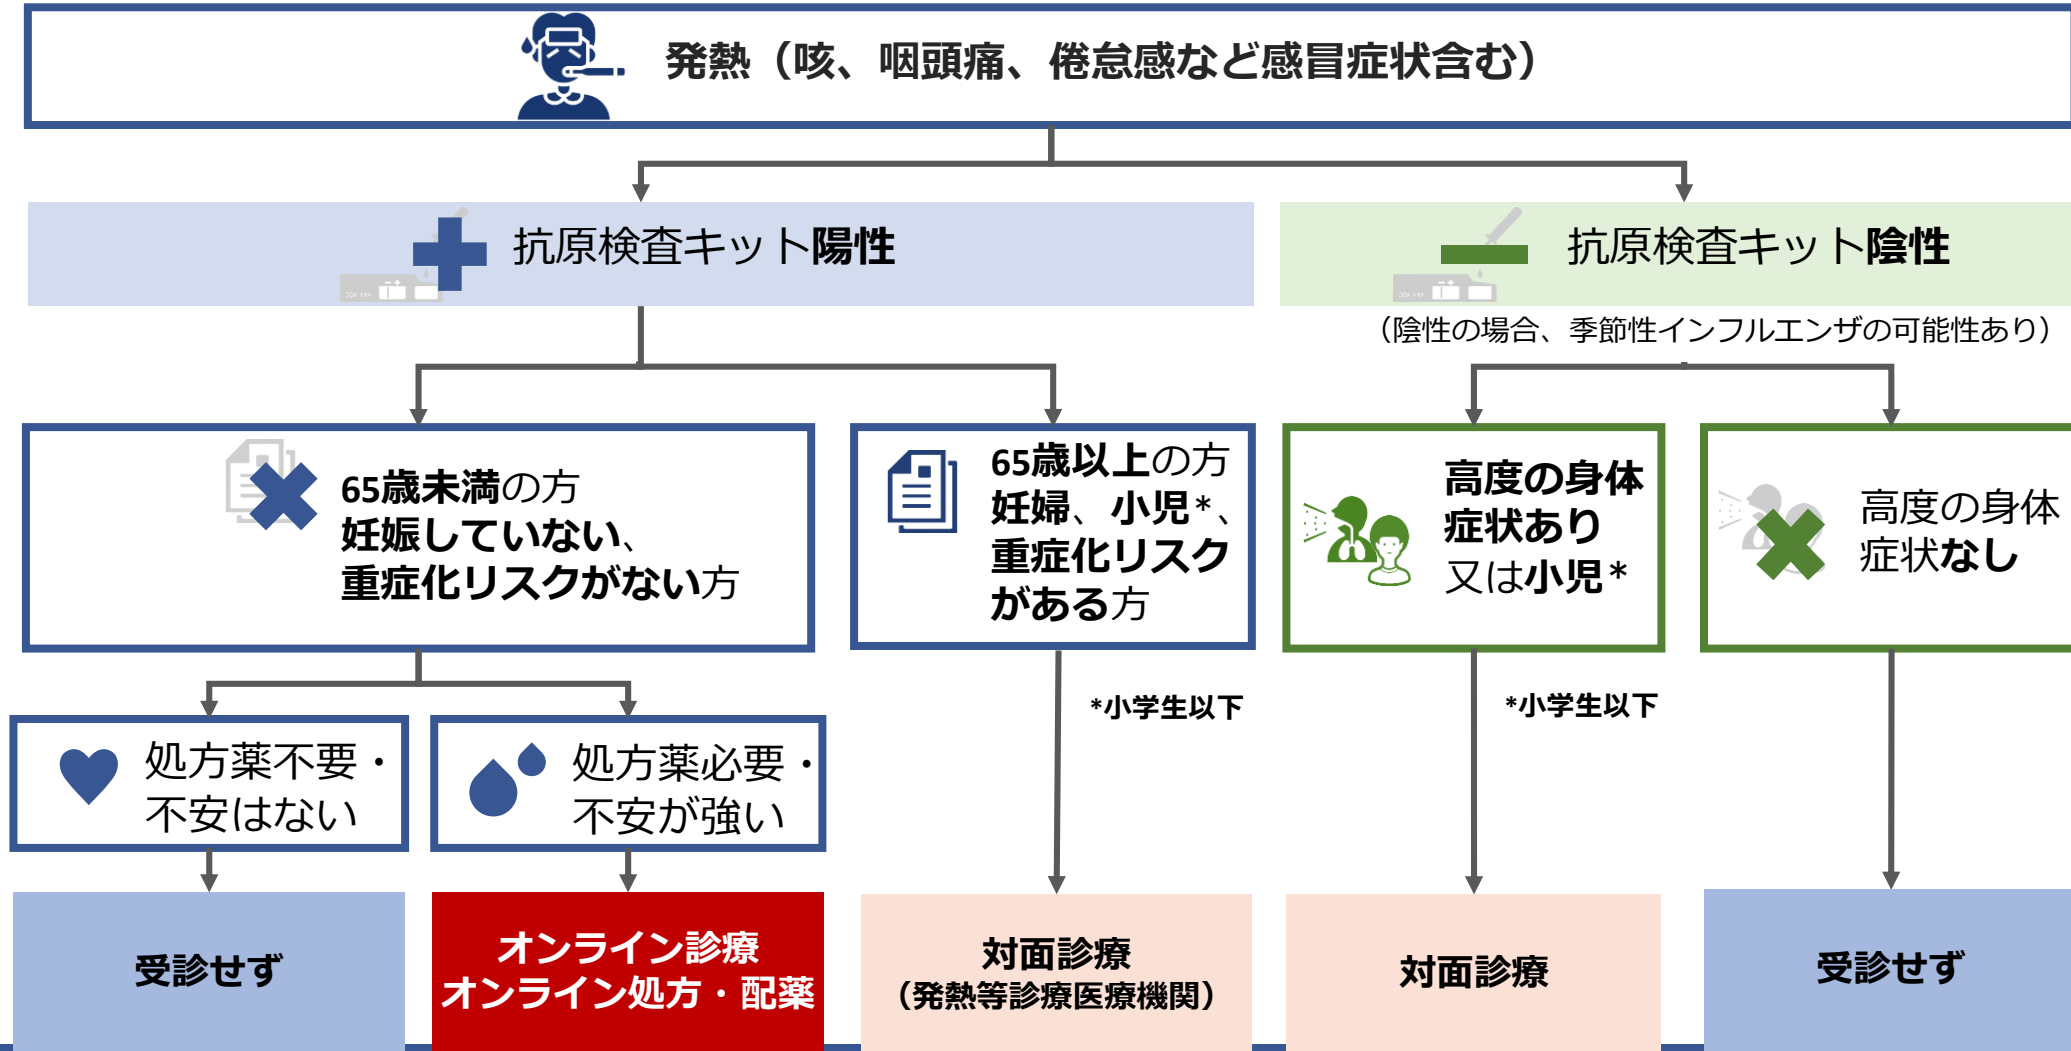 発熱（咳、咽頭痛、倦怠感など感冒症状含む）
抗原検査キット陽性
抗原検査キット陰性
（陰性の場合、季節性インフルエンザの可能性あり）
65歳未満の方
妊娠していない、
重症化リスクがない方
65歳以上の方
妊婦、小児*、
重症化リスク
がある方
高度の身体
症状あり
又は小児*
高度の身体
症状なし
*小学生以下
*小学生以下
処方薬不要・
不安はない
処方薬必要・
不安が強い
受診せず
オンライン診療
オンライン処方・配薬
対面診療
（発熱等診療医療機関）
対面診療
受診せず